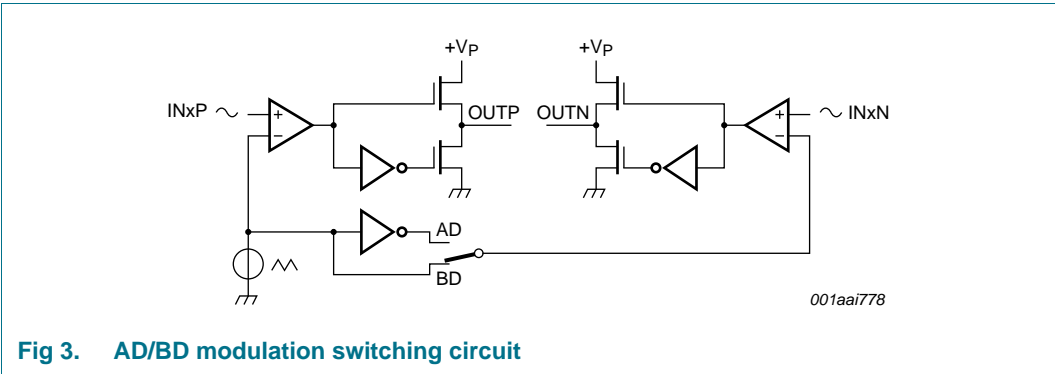 +VP +VP
INxP + OUTP OUTN + INxN
− −
AD
BD
001aai778
Fig 3. AD/BD modulation switching circuit